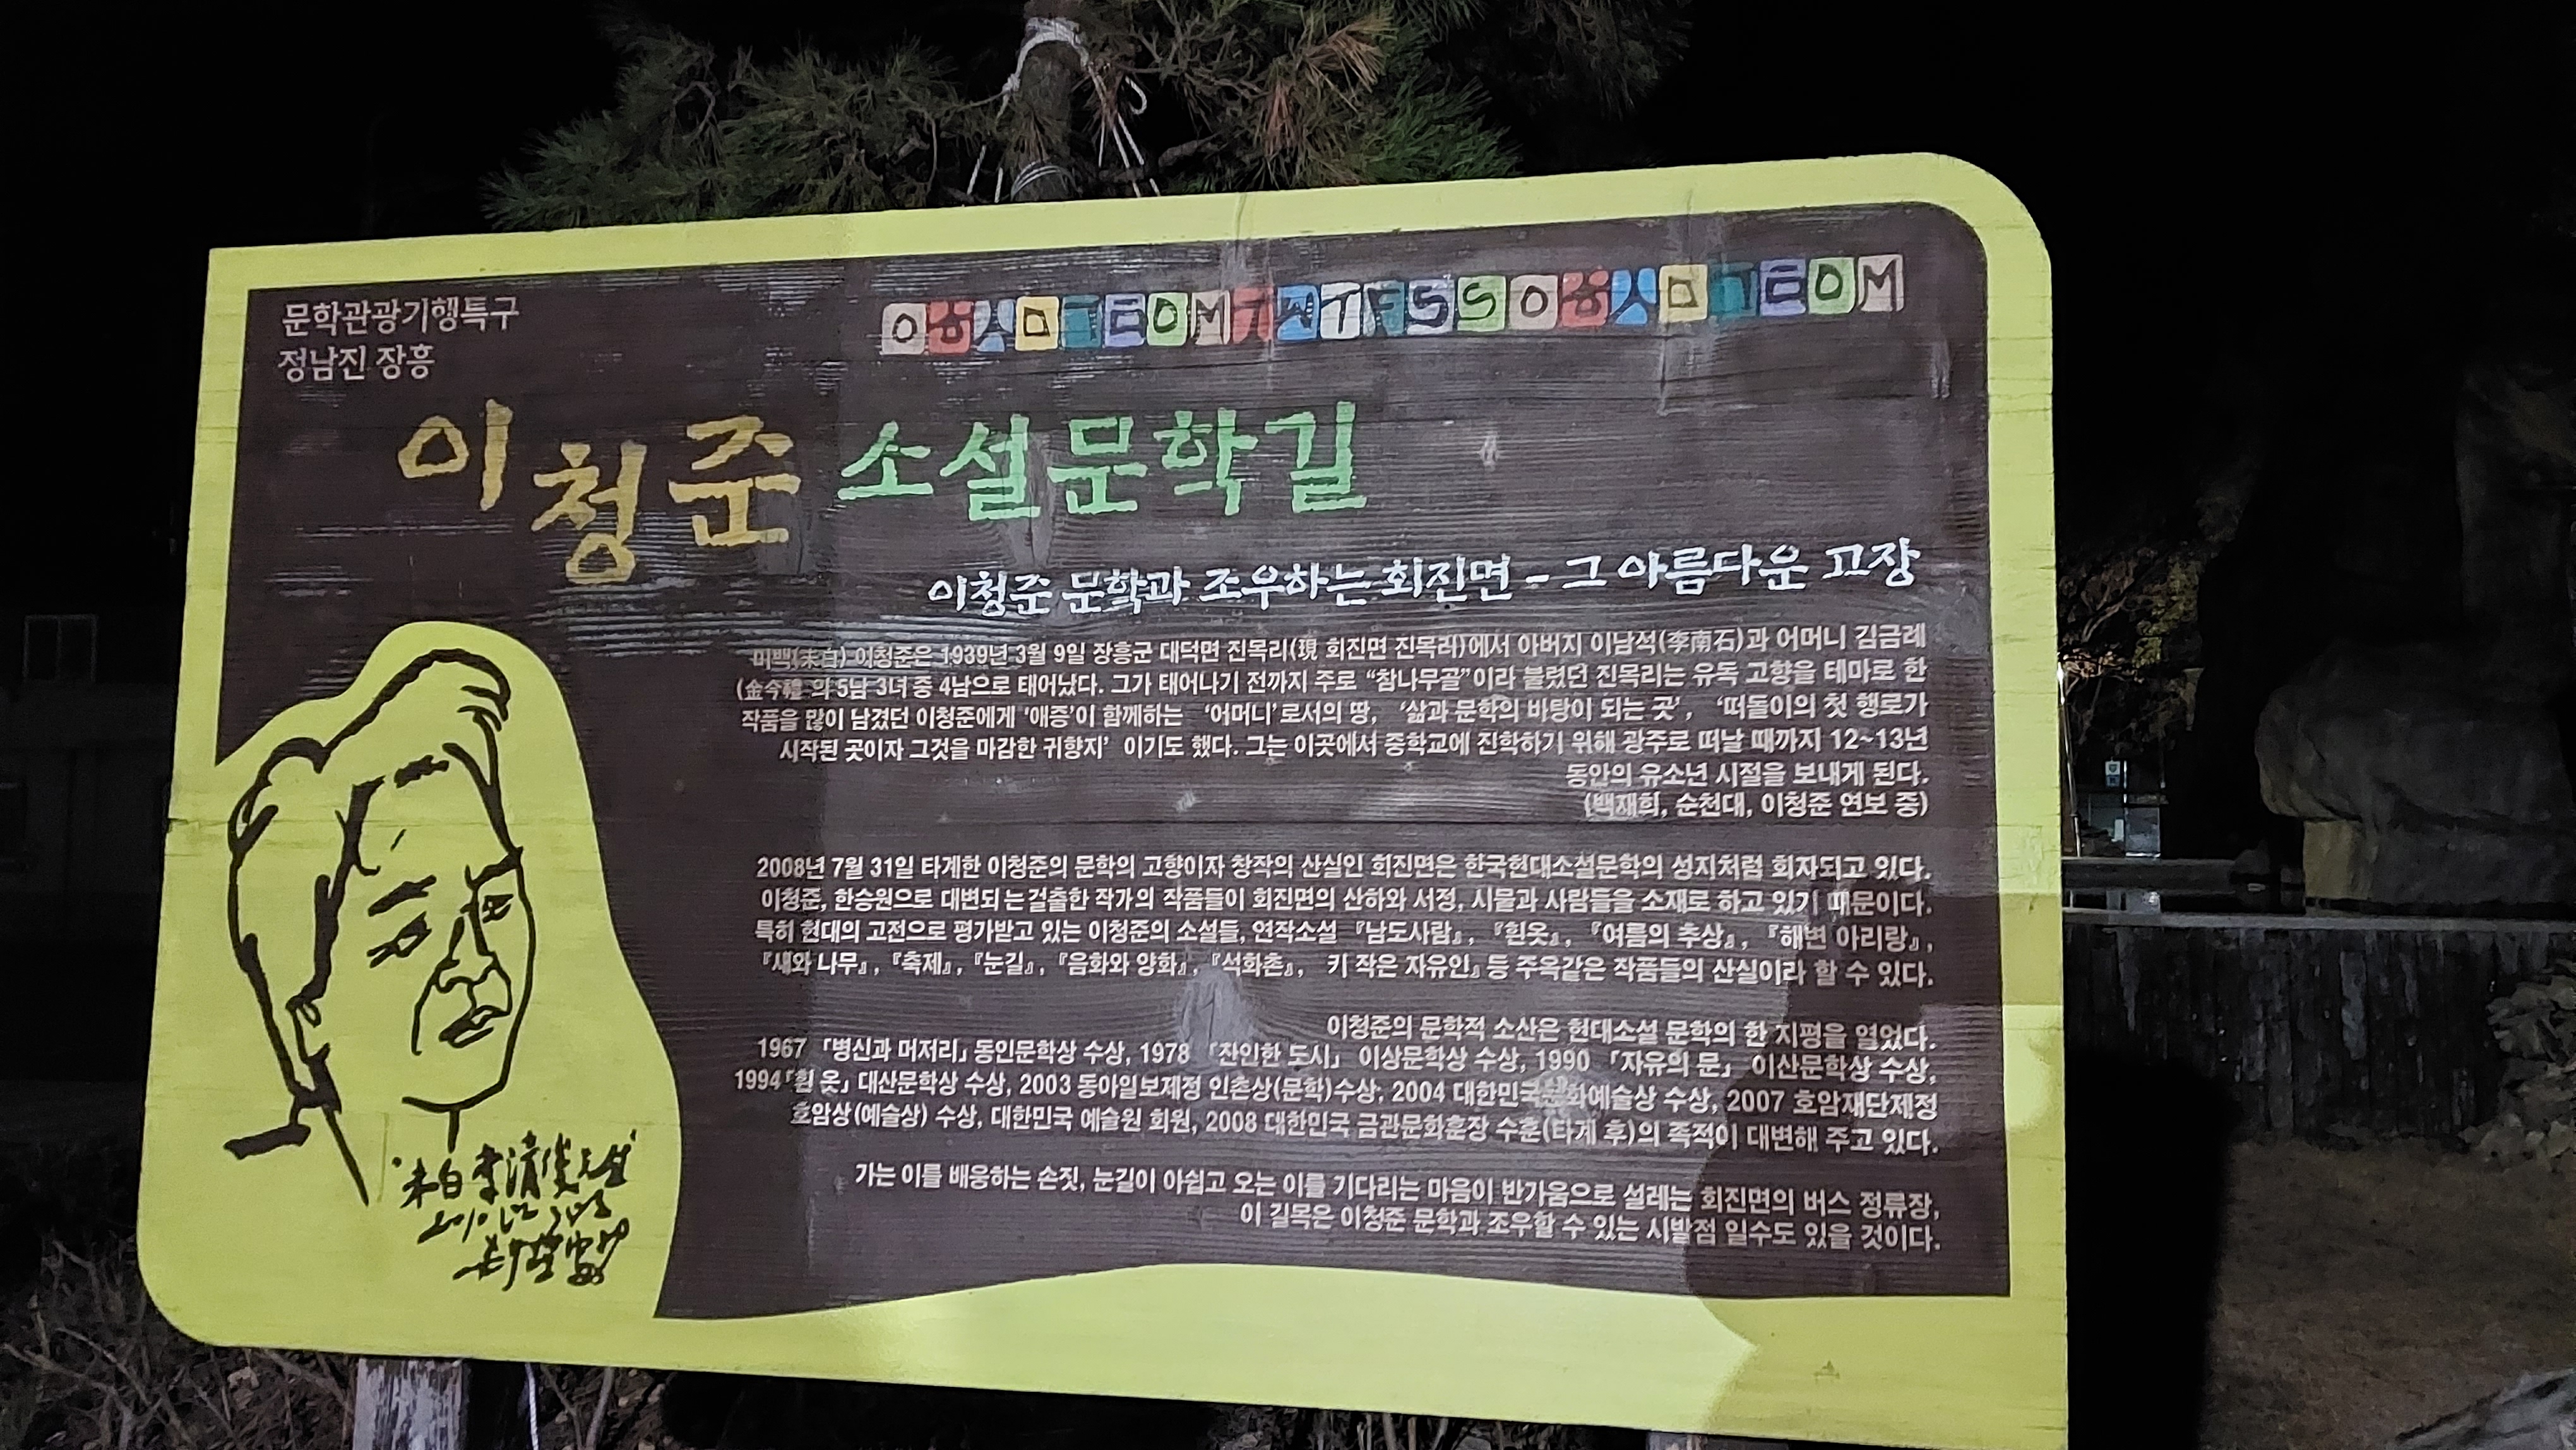 문학관광기행특구
정남진 장흥
이청준 소설문학길
이청준 문학과 조우하는 회진면 - 그 아름다운 고장
미백(未白) 이청준은 1939년 3월 9일 장흥군 대덕면 진목리(現 회진면 진목리)에서 아버지 이남석(李南石)과 어머니 김금례
(金今禮 의 5남 3녀 중 4남으로 태어났다. 그가 태어나기 전까지 주로 “참나무골”이라 불렸던 진목리는 유독 고향을 테마로 한
작품을 많이 남겼던 이청준에게 ‘애증’이 함께하는 ‘어머니’로서의 땅, ‘삶과 문학의 바탕이 되는 곳’, ‘떠돌이의 첫 행로가
시작된 곳이자 그것을 마감한 귀향지’ 이기도 했다. 그는 이곳에서 중학교에 진학하기 위해 광주로 떠날 때까지 12~13년
동안의 유소년 시절을 보내게 된다.
(백재희, 순천대, 이청준 연보 중)
2008년 7월 31일 타계한 이청준의 문학의 고향이자 창작의 산실인 회진면은 한국현대소설문학의 성지처럼 회자되고 있다.
이청준, 한승원으로 대변되는 걸출한 작가의 작품들이 회진면의 산하와 서정, 시물과 사람들을 소재로 하고 있기 때문이다.
특히 현대의 고전으로 평가받고 있는 이청준의 소설들, 연작소설 『남도사람』, 『흰옷』, 『여름의 추상』, 『해변 아리랑』,
『새와 나무』, 『축제』, 『눈길』, 『음화와 양화』, 『석화촌』, 키 작은 자유인』 등 주옥같은 작품들의 산실이라 할 수 있다.
이청준의 문학적 소산은 현대소설 문학의 한 지평을 열었다.
1967 「병신과 머저리」 동인문학상 수상, 1978 「잔인한 도시」 이상문학상 수상, 1990 「자유의 문」 이산문학상 수상,
1994 「흰 옷」 대산문학상 수상, 2003 동아일보제정 인촌상(문학)수상, 2004 대한민국문화예술상 수상, 2007 호암재단제정
호암상(예술상) 수상, 대한민국 예술원 회원, 2008 대한민국 금관문화훈장 수훈(타계 후)의 족적이 대변해 주고 있다.
가는 이를 배웅하는 손짓, 눈길이 아쉽고 오는 이를 기다리는 마음이 반가움으로 설레는 회진면의 버스 정류장,
이 길목은 이청준 문학과 조우할 수 있는 시발점 일수도 있을 것이다.
未白 李清俊